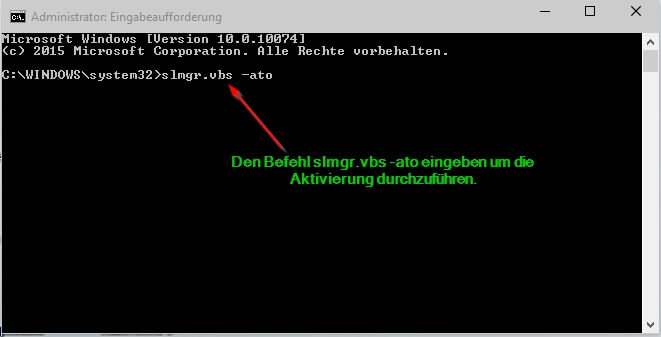 Administrator: Eingabeaufforderung
Microsoft Windows [Version 10.0.10074]
(c) 2015 Microsoft Corporation. Alle Rechte vorbehalten.
C:\WINDOWS\system32>slmgr.vbs -ato
Den Befehl slmgr.vbs -ato eingeben um die
Aktivierung durchzuführen.